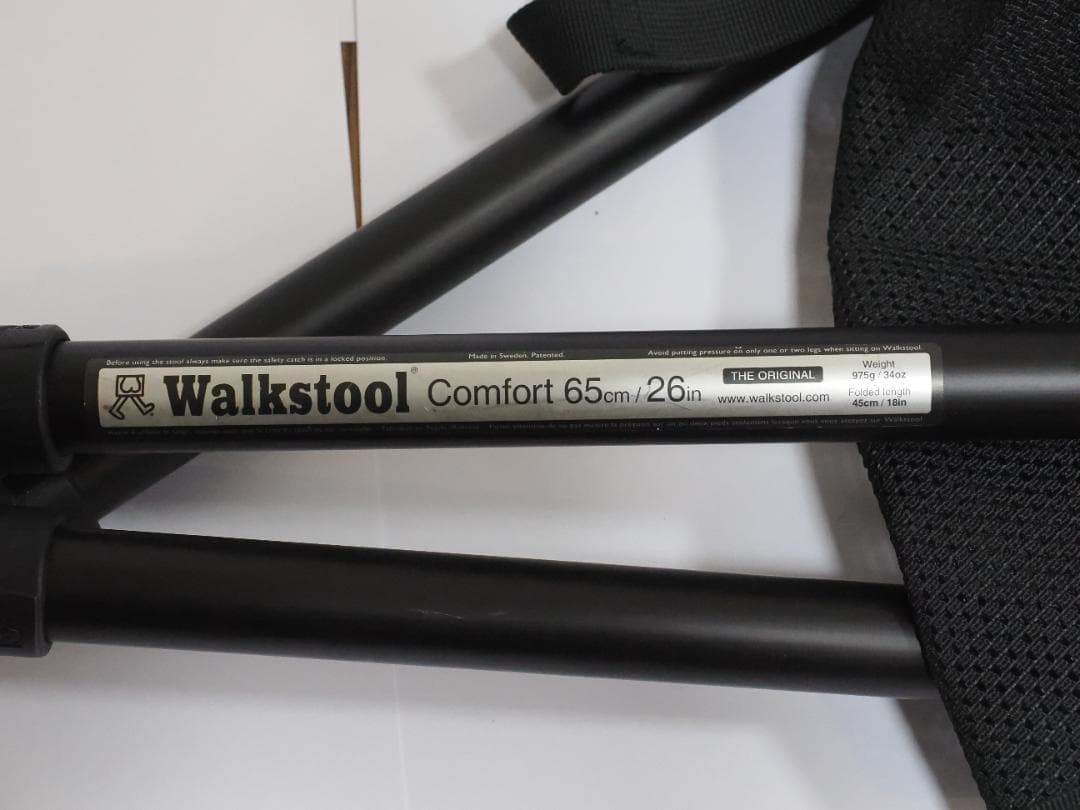 Before using the stool always make sure the safety catch is in a locked position.
Made in Sweden. Patented.
Avoid putting pressure on only one or two legs when sitting on Walkstool.
Walkstool® Comfort 65cm / 26in
THE ORIGINAL
www.walkstool.com
Weight
975g / 34oz
Folded length
45cm / 18in